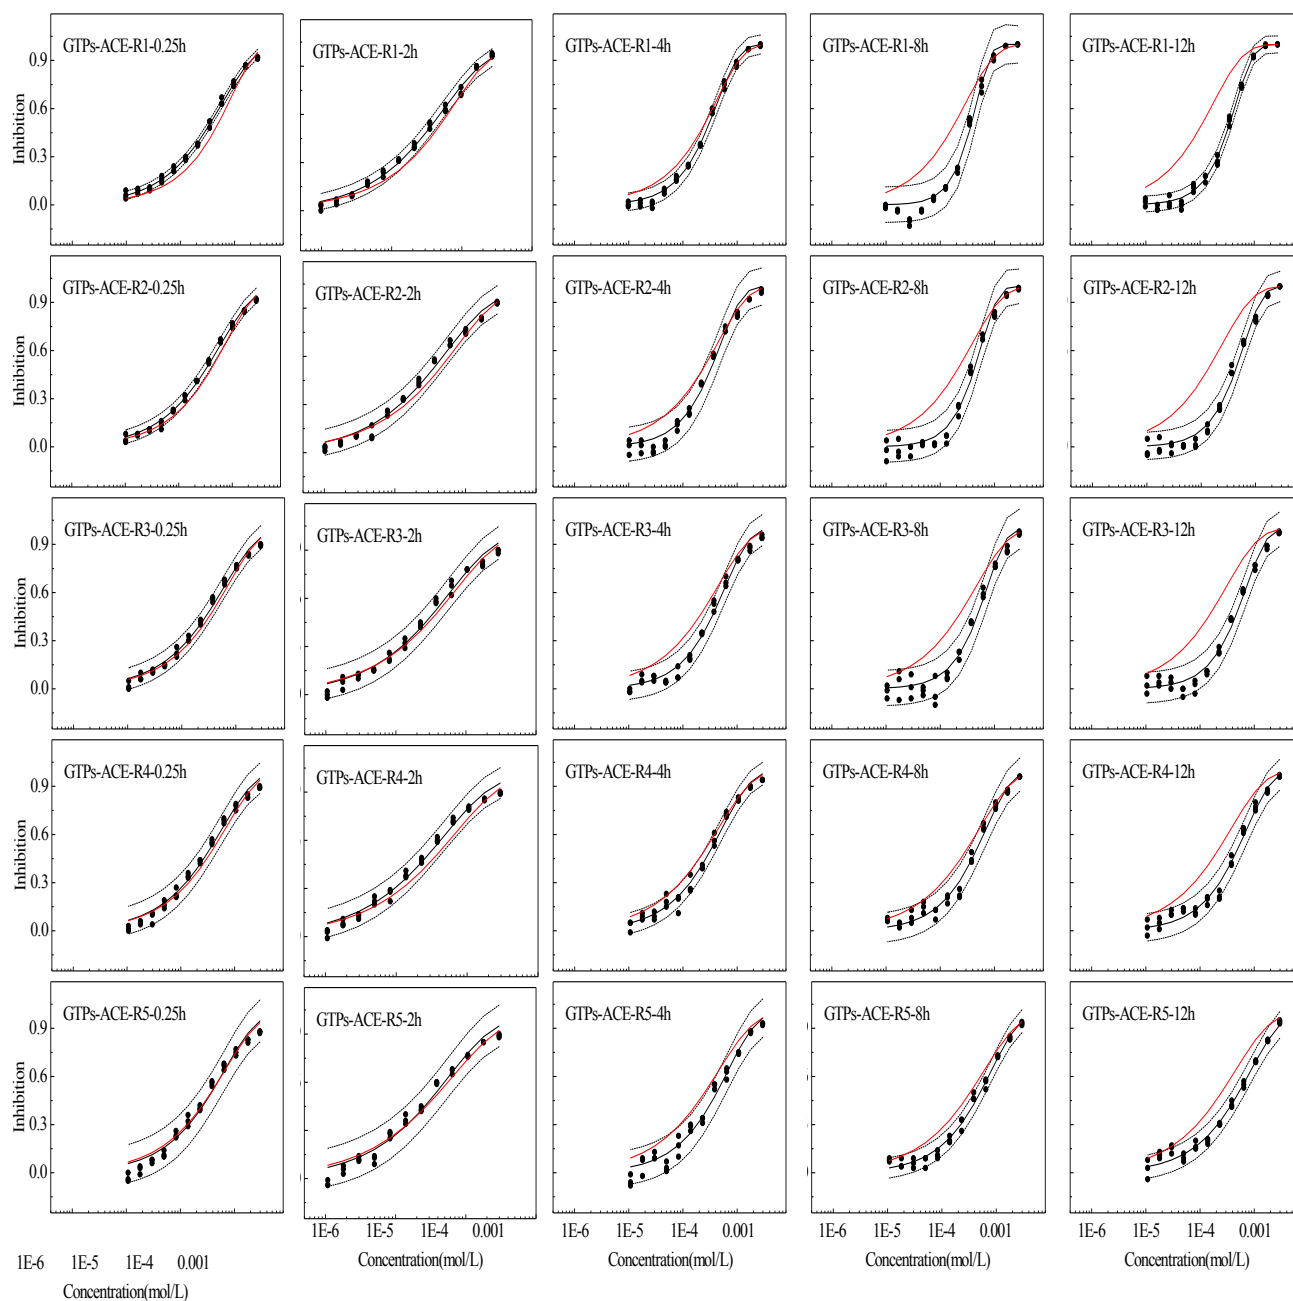 GTPs-ACE-R1-0.25h
GTPs-ACE-R1-2h
GTPs-ACE-R1-4h
GTPs-ACE-R1-8h
GTPs-ACE-R1-12h
0.9
0.6
0.3
0.0
Inhibition
GTPs-ACE-R2-0.25h
GTPs-ACE-R2-2h
GTPs-ACE-R2-4h
GTPs-ACE-R2-8h
GTPs-ACE-R2-12h
0.9
0.6
0.3
0.0
Inhibition
GTPs-ACE-R3-0.25h
GTPs-ACE-R3-2h
GTPs-ACE-R3-4h
GTPs-ACE-R3-8h
GTPs-ACE-R3-12h
0.9
0.6
0.3
0.0
Inhibition
GTPs-ACE-R4-0.25h
GTPs-ACE-R4-2h
GTPs-ACE-R4-4h
GTPs-ACE-R4-8h
GTPs-ACE-R4-12h
0.9
0.6
0.3
0.0
Inhibition
GTPs-ACE-R5-0.25h
GTPs-ACE-R5-2h
GTPs-ACE-R5-4h
GTPs-ACE-R5-8h
GTPs-ACE-R5-12h
0.9
0.6
0.3
0.0
Inhibition
1E-6 1E-5 1E-4 0.001
Concentration(mol/L)
1E-6 1E-5 1E-4 0.001
Concentration(mol/L)
1E-6 1E-5 1E-4 0.001
Concentration(mol/L)
1E-6 1E-5 1E-4 0.001
Concentration(mol/L)
1E-6 1E-5 1E-4 0.001
Concentration(mol/L)